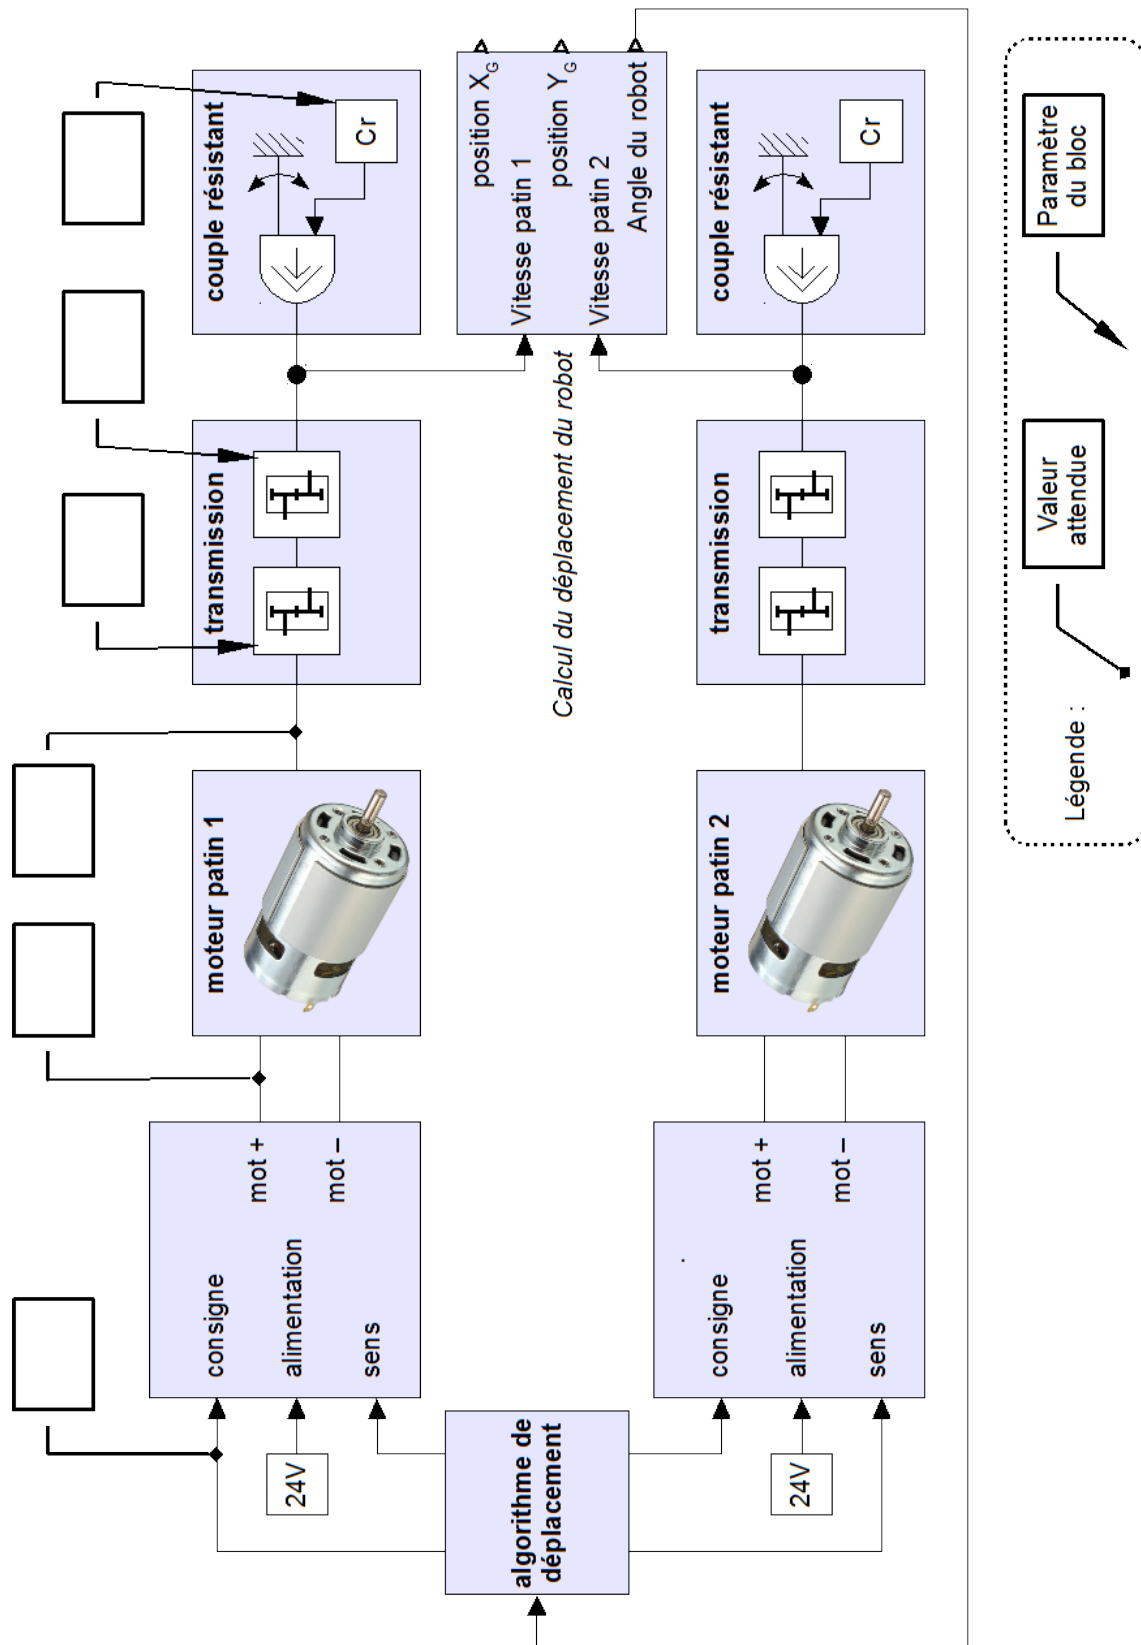 couple résistant
Cr
position X_G
Vitesse patin 1
position Y_G
Vitesse patin 2
Angle du robot
couple résistant
Cr
transmission
Calcul du déplacement du robot
transmission
moteur patin 1
moteur patin 2
consigne
mot +
alimentation
mot –
sens
24V
consigne
mot +
alimentation
mot –
sens
24V
algorithme de
déplacement
Légende :
Valeur
attendue
Paramètre
du bloc